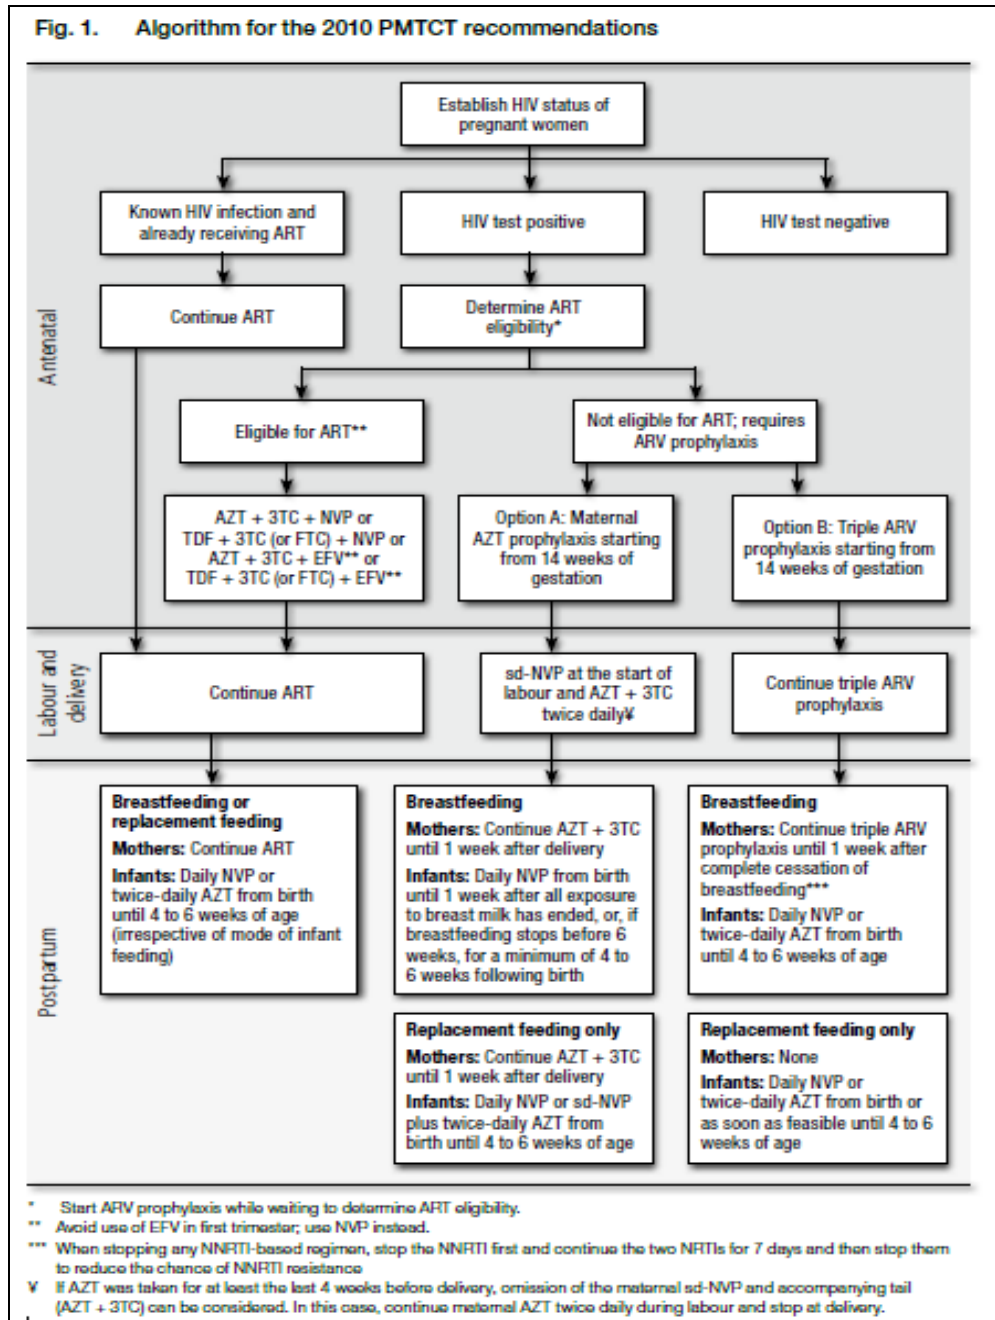 Fig. 1. Algorithm for the 2010 PMTCT recommendations
Establish HIV status of
pregnant women
Known HIV infection and
already receiving ART
HIV test positive
HIV test negative
Continue ART
Determine ART
eligibility*
Antenatal
Eligible for ART**
Not eligible for ART; requires
ARV prophylaxis
AZT + 3TC + NVP or
TDF + 3TC (or FTC) + NVP or
AZT + 3TC + EFV** or
TDF + 3TC (or FTC) + EFV**
Option A: Maternal
AZT prophylaxis starting
from 14 weeks of
gestation
Option B: Triple ARV
prophylaxis starting from
14 weeks of gestation
Labour and
delivery
Continue ART
sd-NVP at the start of
labour and AZT + 3TC
twice daily¥
Continue triple ARV
prophylaxis
Postpartum
Breastfeeding or
replacement feeding
Mothers: Continue ART
Infants: Daily NVP or
twice-daily AZT from birth
until 4 to 6 weeks of age
(irrespective of mode of infant
feeding)
Breastfeeding
Mothers: Continue AZT + 3TC
until 1 week after delivery
Infants: Daily NVP from birth
until 1 week after all exposure
to breast milk has ended, or, if
breastfeeding stops before 6
weeks, for a minimum of 4 to
6 weeks following birth
Breastfeeding
Mothers: Continue triple ARV
prophylaxis until 1 week after
complete cessation of
breastfeeding***
Infants: Daily NVP or
twice-daily AZT from birth
until 4 to 6 weeks of age
Replacement feeding only
Mothers: Continue AZT + 3TC
until 1 week after delivery
Infants: Daily NVP or sd-NVP
plus twice-daily AZT from
birth until 4 to 6 weeks of age
Replacement feeding only
Mothers: None
Infants: Daily NVP or
twice-daily AZT from birth or
as soon as feasible until 4 to 6
weeks of age
* Start ARV prophylaxis while waiting to determine ART eligibility.
** Avoid use of EFV in first trimester; use NVP instead.
*** When stopping any NNRTI-based regimen, stop the NNRTI first and continue the two NRTIs for 7 days and then stop them
to reduce the chance of NNRTI resistance
¥ If AZT was taken for at least the last 4 weeks before delivery, omission of the maternal sd-NVP and accompanying tail
(AZT + 3TC) can be considered. In this case, continue maternal AZT twice daily during labour and stop at delivery.